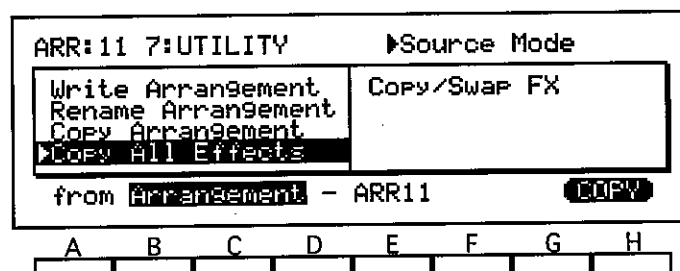 ARR:11 7:UTILITY ▶Source Mode
Write Arrangement
Rename Arrangement
Copy Arrangement
▶Copy All Effects
Copy/Swap FX
from Arrangement - ARR11 COPY
A B C D E F G H